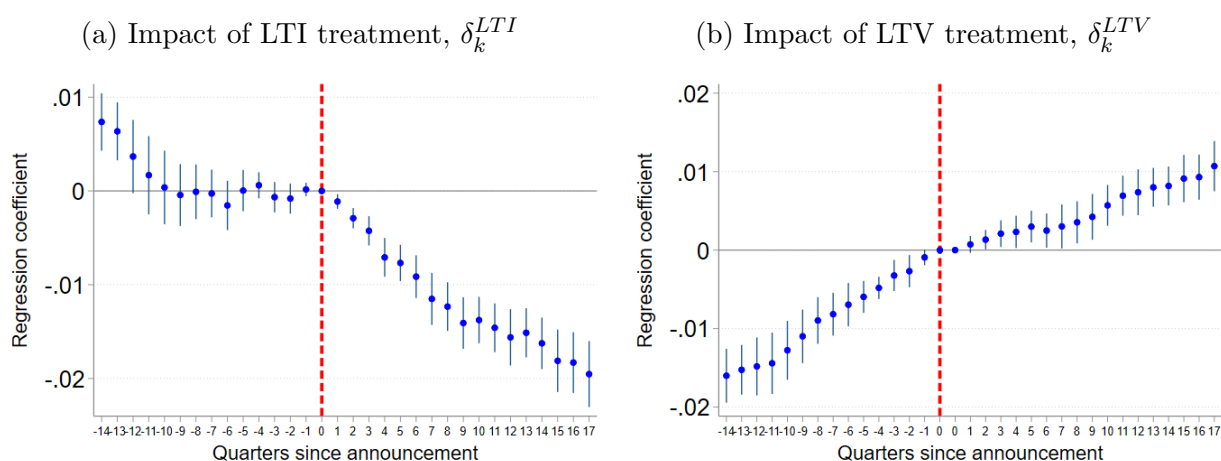 (a) Impact of LTI treatment, δ_k^{LTI}
.01
0
-.01
-.02
Regression coefficient
-14 -13 -12 -11 -10 -9 -8 -7 -6 -5 -4 -3 -2 -1 0 1 2 3 4 5 6 7 8 9 10 11 12 13 14 15 16 17
Quarters since announcement
(b) Impact of LTV treatment, δ_k^{LTV}
.02
.01
0
-.01
-.02
Regression coefficient
-14 -13 -12 -11 -10 -9 -8 -7 -6 -5 -4 -3 -2 -1 0 0 1 2 3 4 5 6 7 8 9 10 11 12 13 14 15 16 17
Quarters since announcement